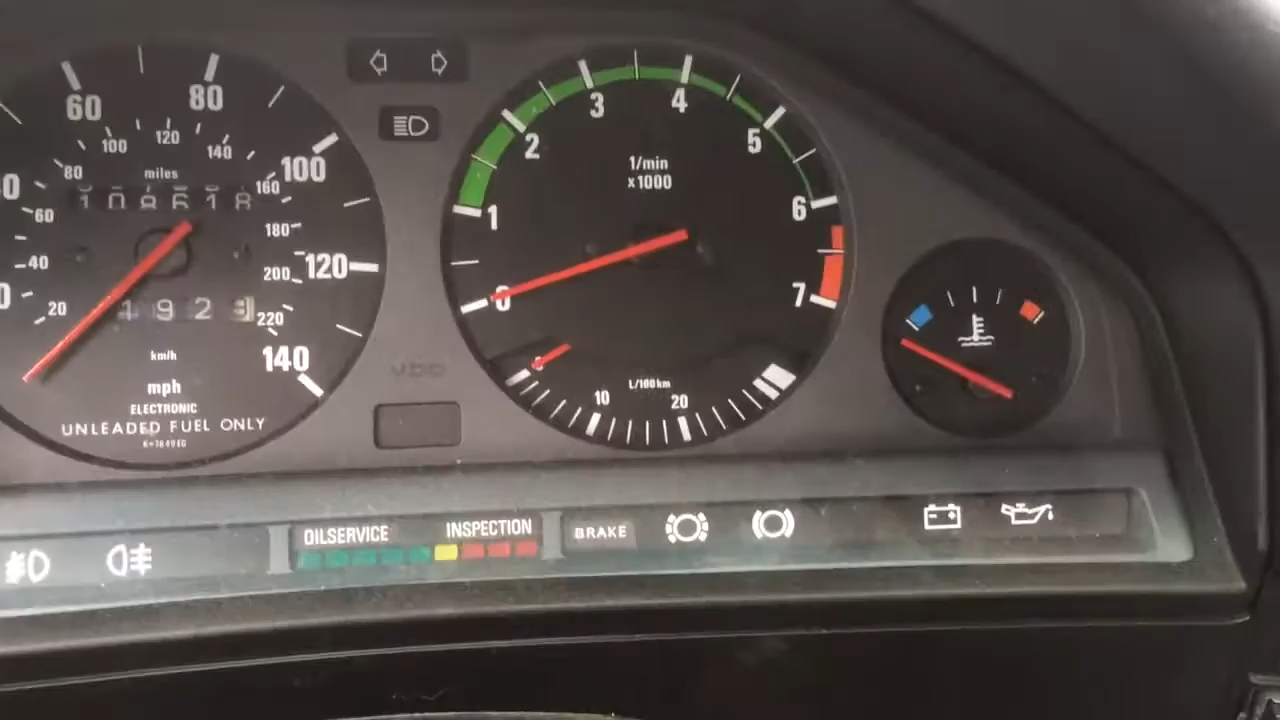 60
80
100
120
140
80
100
120
140
160
180
200
220
60
40
20
miles
108618
192
km/h
mph
ELECTRONIC
UNLEADED FUEL ONLY
VDO
0
1
2
3
4
5
6
7
1/min
x1000
L/100km
10
20
OILSERVICE
INSPECTION
BRAKE